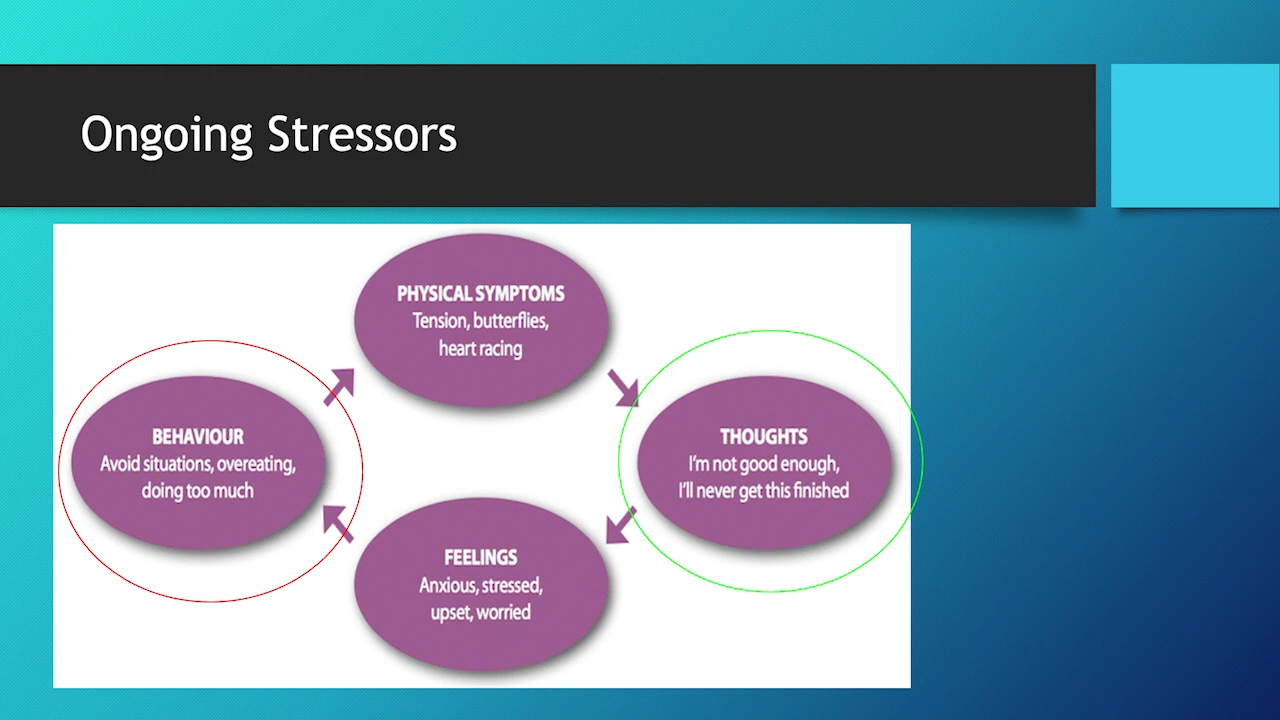 Ongoing Stressors
PHYSICAL SYMPTOMS
Tension, butterflies,
heart racing
BEHAVIOUR
Avoid situations, overeating,
doing too much
THOUGHTS
I'm not good enough,
I'll never get this finished
FEELINGS
Anxious, stressed,
upset, worried